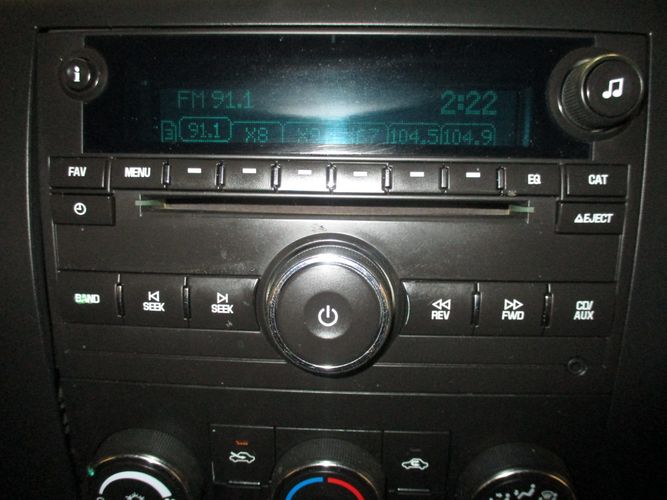 FM 91.1 2:22
3 91.1 X8 104.5 104.9
FAV MENU EQ CAT
EJECT
BAND SEEK SEEK REV FWD CD/
AUX